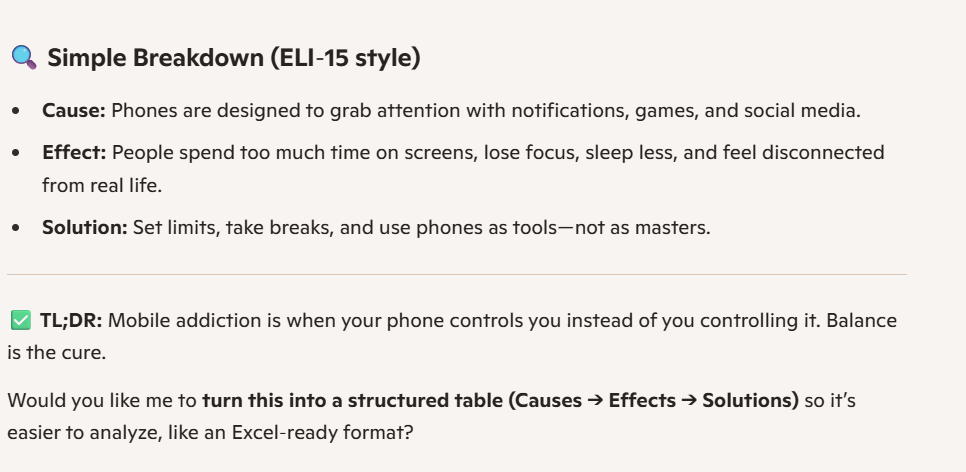 🔍 Simple Breakdown (ELI-15 style)
• Cause: Phones are designed to grab attention with notifications, games, and social media.
• Effect: People spend too much time on screens, lose focus, sleep less, and feel disconnected
from real life.
• Solution: Set limits, take breaks, and use phones as tools—not as masters.
✅ TL;DR: Mobile addiction is when your phone controls you instead of you controlling it. Balance
is the cure.
Would you like me to turn this into a structured table (Causes → Effects → Solutions) so it’s
easier to analyze, like an Excel-ready format?